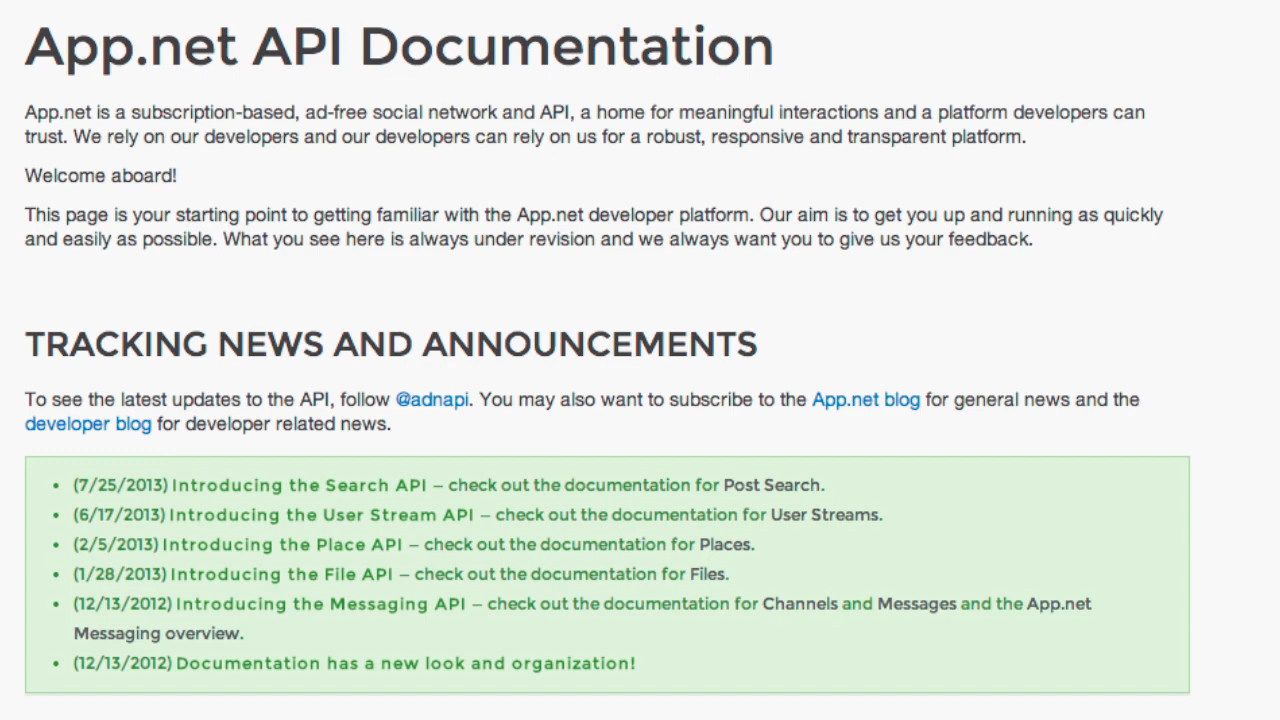 App.net API Documentation
App.net is a subscription-based, ad-free social network and API, a home for meaningful interactions and a platform developers can
trust. We rely on our developers and our developers can rely on us for a robust, responsive and transparent platform.
Welcome aboard!
This page is your starting point to getting familiar with the App.net developer platform. Our aim is to get you up and running as quickly
and easily as possible. What you see here is always under revision and we always want you to give us your feedback.
TRACKING NEWS AND ANNOUNCEMENTS
To see the latest updates to the API, follow @adnapi. You may also want to subscribe to the App.net blog for general news and the
developer blog for developer related news.
• (7/25/2013) Introducing the Search API – check out the documentation for Post Search.
• (6/17/2013) Introducing the User Stream API – check out the documentation for User Streams.
• (2/5/2013) Introducing the Place API – check out the documentation for Places.
• (1/28/2013) Introducing the File API – check out the documentation for Files.
• (12/13/2012) Introducing the Messaging API – check out the documentation for Channels and Messages and the App.net
Messaging overview.
• (12/13/2012) Documentation has a new look and organization!